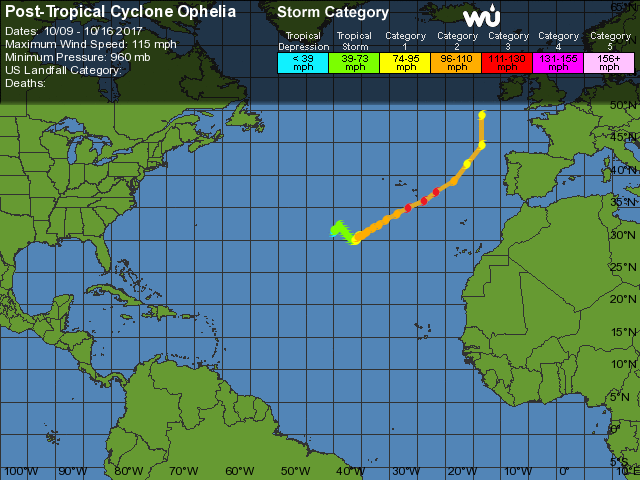 Post-Tropical Cyclone Ophelia
Dates: 10/09 - 10/16 2017
Maximum Wind Speed: 115 mph
Minimum Pressure: 960 mb
US Landfall Category:
Deaths:
Storm Category
WU
Tropical Depression
Tropical Storm
Category 1
Category 2
Category 3
Category 4
Category 5
< 39 mph
39-73 mph
74-95 mph
96-110 mph
111-130 mph
131-155 mph
156+ mph
65°N
50°N
45°N
40°N
35°N
30°N
25°N
20°N
15°N
10°N
5°N
0°
5°S
100°W 90°W 80°W 70°W 60°W 50°W 40°W 30°W 20°W 10°W 0° 10°E